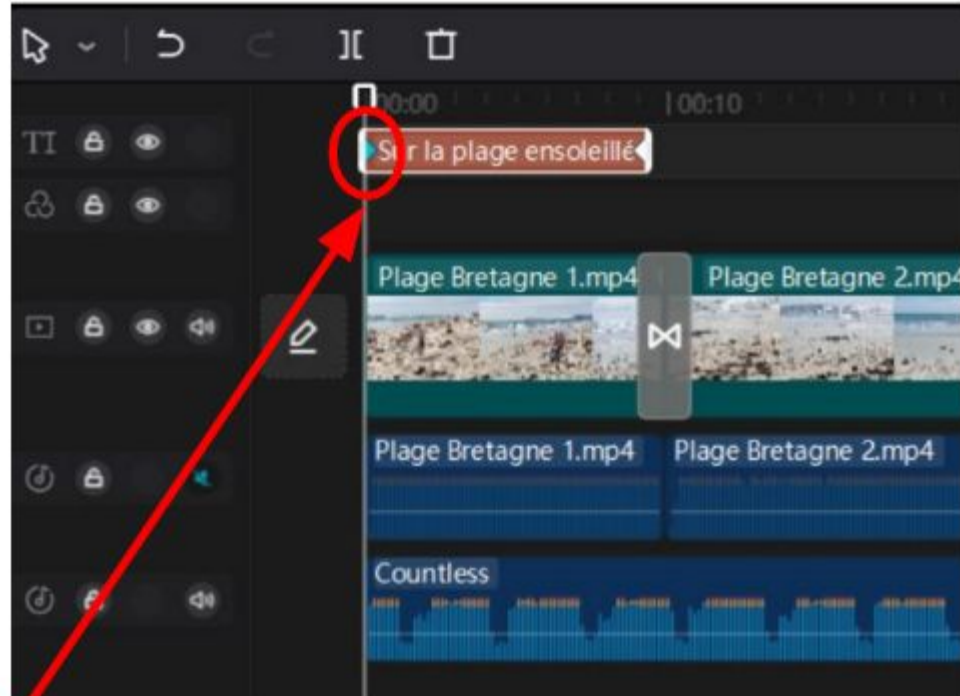 00:00 00:10
TI
Sur la plage ensoleillé
Plage Bretagne 1.mp4 Plage Bretagne 2.mp4
Plage Bretagne 1.mp4 Plage Bretagne 2.mp4
Countless